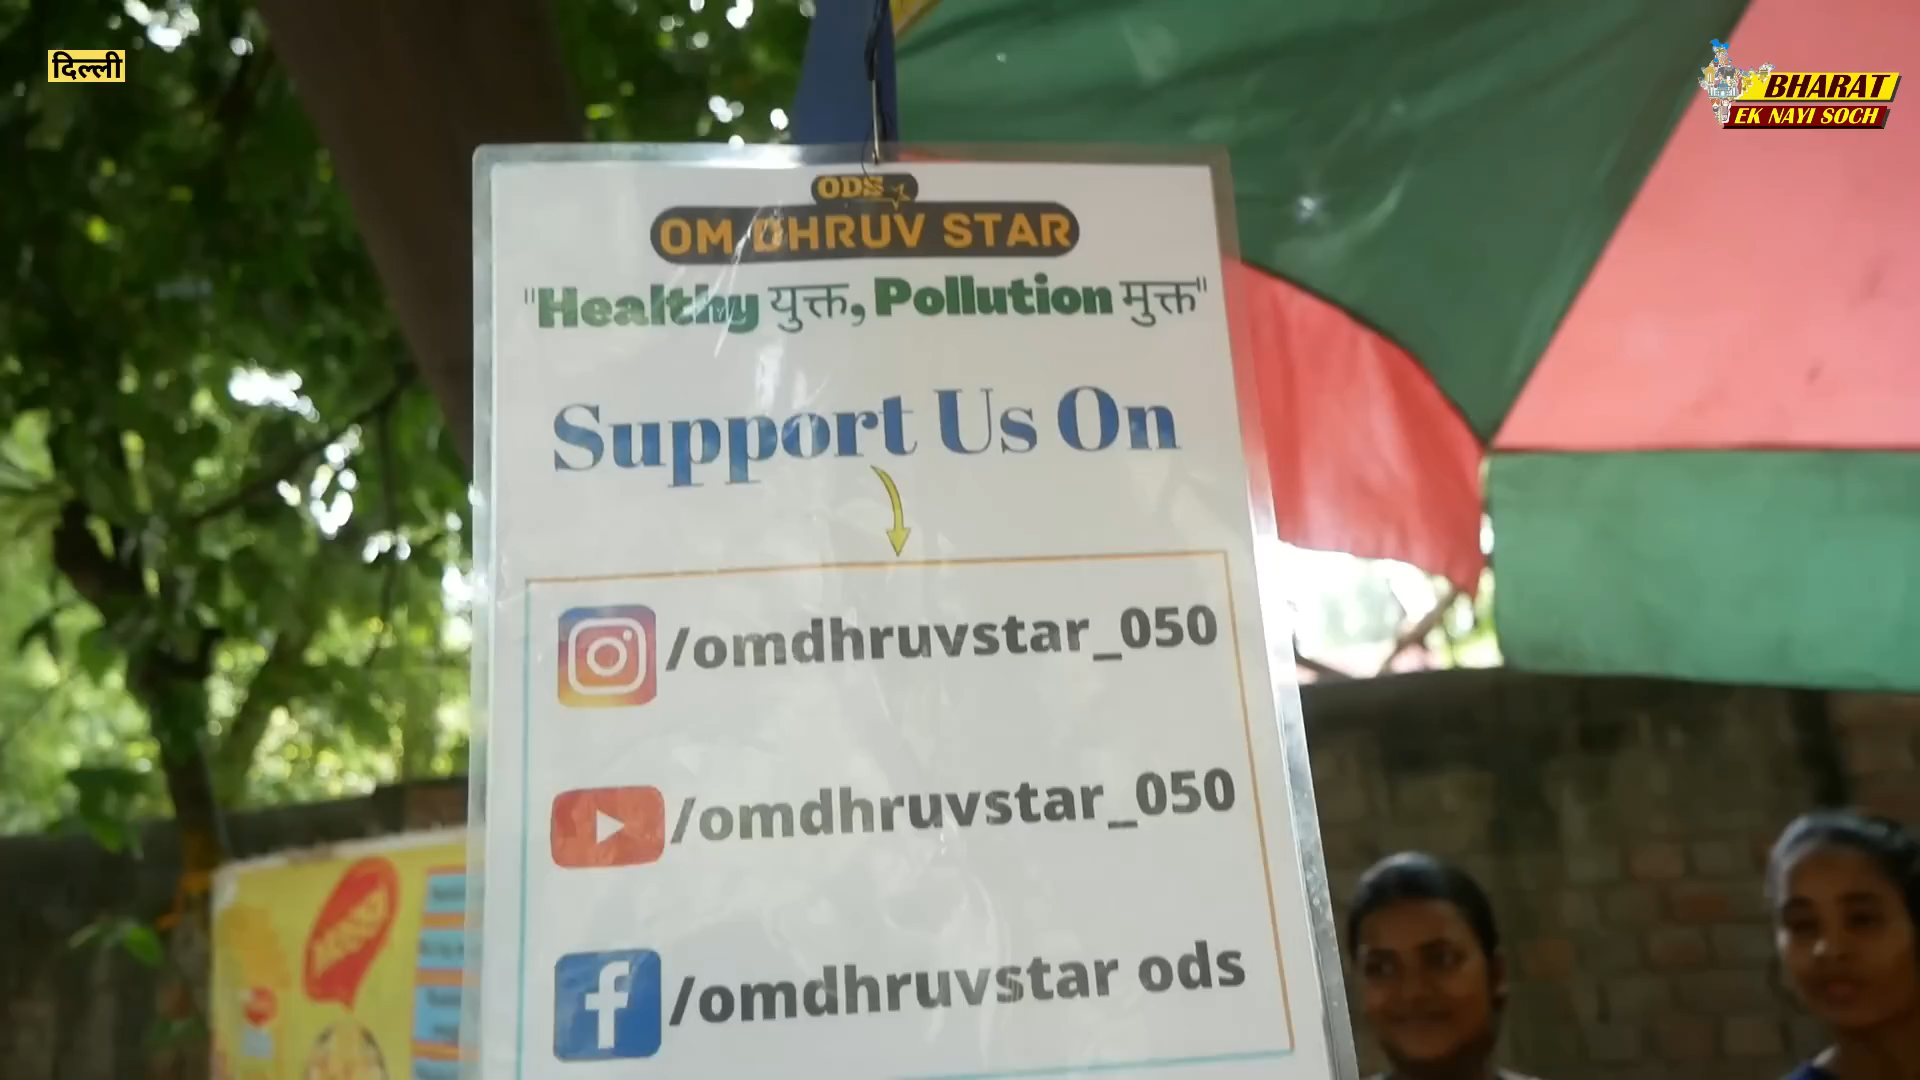 दिल्ली
BHARAT
EK NAYI SOCH
ODS
OM DHRUV STAR
"Healthy युक्त, Pollution मुक्त"
Support Us On
/omdhruvstar_050
/omdhruvstar_050
/omdhruvstar ods